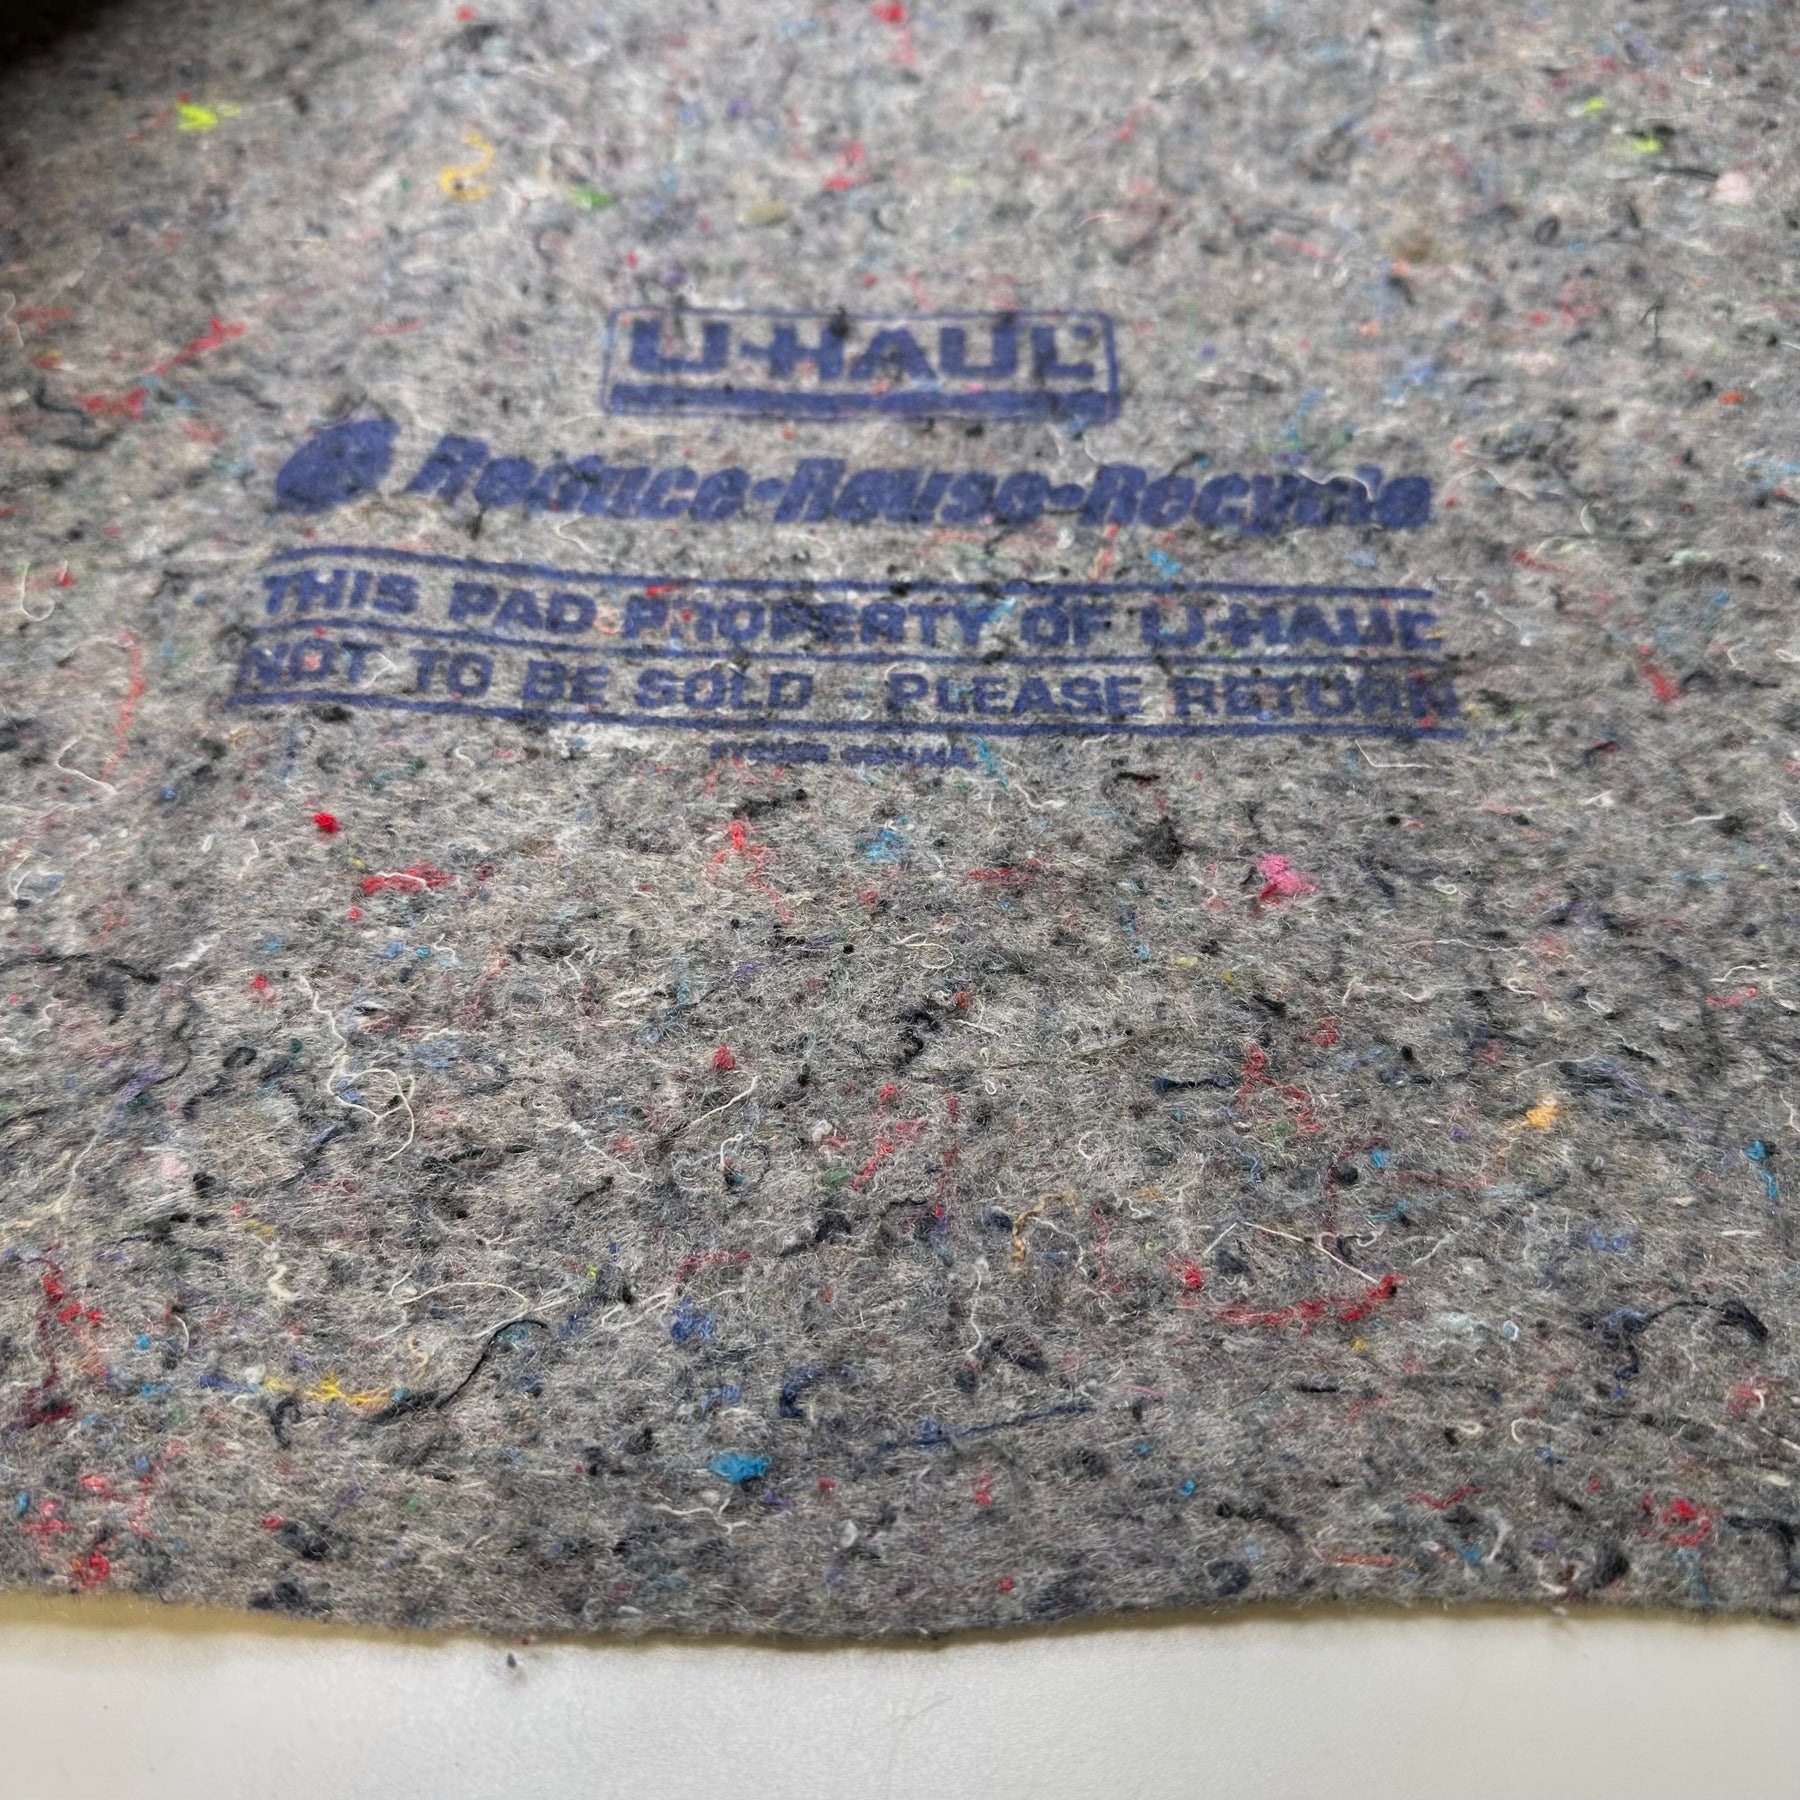 U-HAUL
Reduce-Reuse-Recycle
THIS PAD PROPERTY OF U-HAUL
NOT TO BE SOLD - PLEASE RETURN